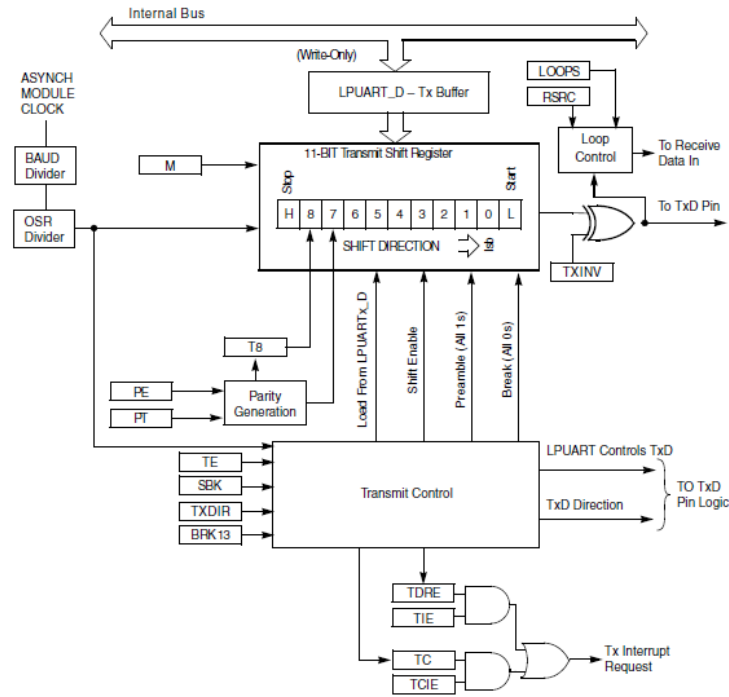 Internal Bus
(Write-Only)
ASYNCH
MODULE
CLOCK
LPUART_D – Tx Buffer
LOOPS
RSRC
BAUD
Divider
M
11-BIT Transmit Shift Register
Loop
Control
To Receive
Data In
Stop
Start
H 8 7 6 5 4 3 2 1 0 L
To TxD Pin
OSR
Divider
SHIFT DIRECTION
lsb
TXINV
Load From LPUARTx_D
Shift Enable
Preamble (All 1s)
Break (All 0s)
T8
PE
PT
Parity
Generation
TE
SBK
TXDIR
BRK13
Transmit Control
LPUART Controls TxD
TxD Direction
TO TxD
Pin Logic
TDRE
TIE
TC
TCIE
Tx Interrupt
Request